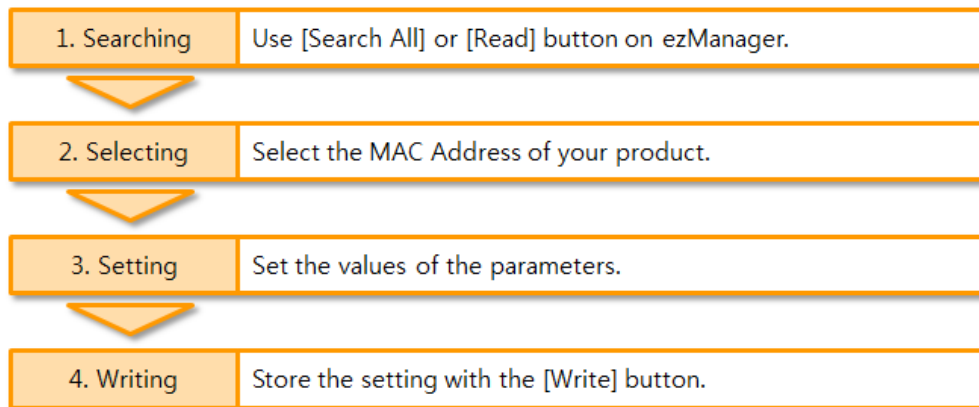 1. Searching
Use [Search All] or [Read] button on ezManager.
2. Selecting
Select the MAC Address of your product.
3. Setting
Set the values of the parameters.
4. Writing
Store the setting with the [Write] button.